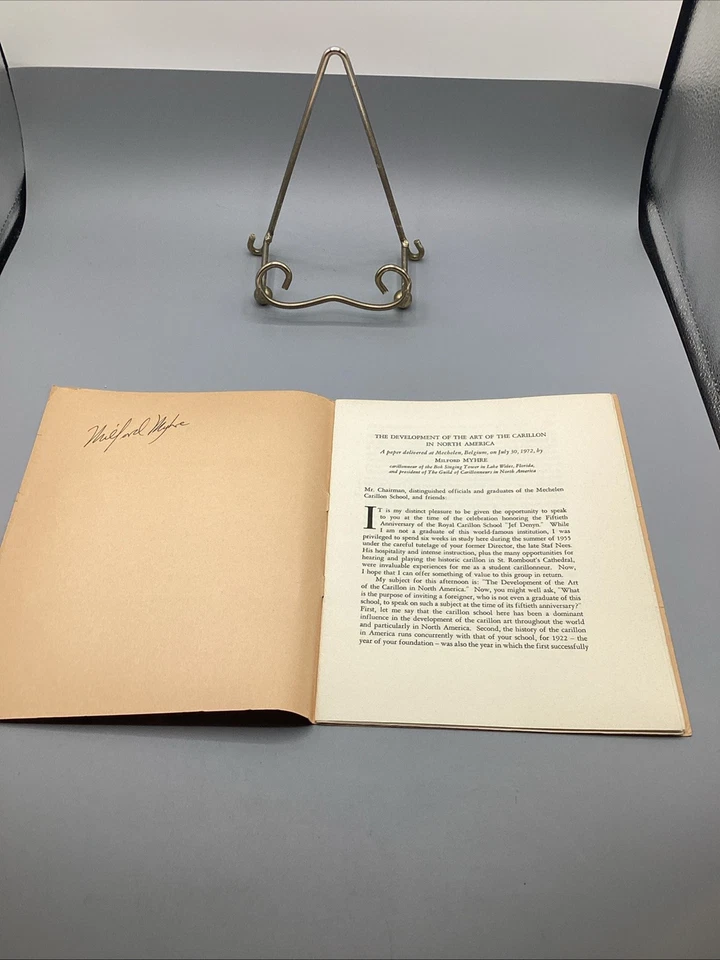 Milford Myhre
THE DEVELOPMENT OF THE ART OF THE CARILLON
IN NORTH AMERICA
A paper delivered at Mechelen, Belgium, on July 30, 1972, by
MILFORD MYHRE
carillonneur of the Bok Singing Tower in Lake Wales, Florida,
and president of The Guild of Carillonneurs in North America
Mr. Chairman, distinguished officials and graduates of the Mechelen
Carillon School, and friends:
IT is my distinct pleasure to be given the opportunity to speak
to you at the time of the celebration honoring the Fiftieth
Anniversary of the Royal Carillon School "Jef Denyn." While
I am not a graduate of this world-famous institution, I was
privileged to spend six weeks in study here during the summer of 1955
under the careful tutelage of your former Director, the late Staf Nees.
His hospitality and intense instruction, plus the many opportunities for
hearing and playing the historic carillon in St. Rombout's Cathedral,
were invaluable experiences for me as a student carillonneur. Now,
I hope that I can offer something of value to this group in return.
My subject for this afternoon is: "The Development of the Art
of the Carillon in North America." Now, you might well ask, "What
is the purpose of inviting a foreigner, who is not even a graduate of this
school, to speak on such a subject at the time of its fiftieth anniversary?"
First, let me say that the carillon school here has been a dominant
influence in the development of the carillon art throughout the world
and particularly in North America. Second, the history of the carillon
in America runs concurrently with that of your school, for 1922 – the
year of your foundation – was also the year in which the first successfully